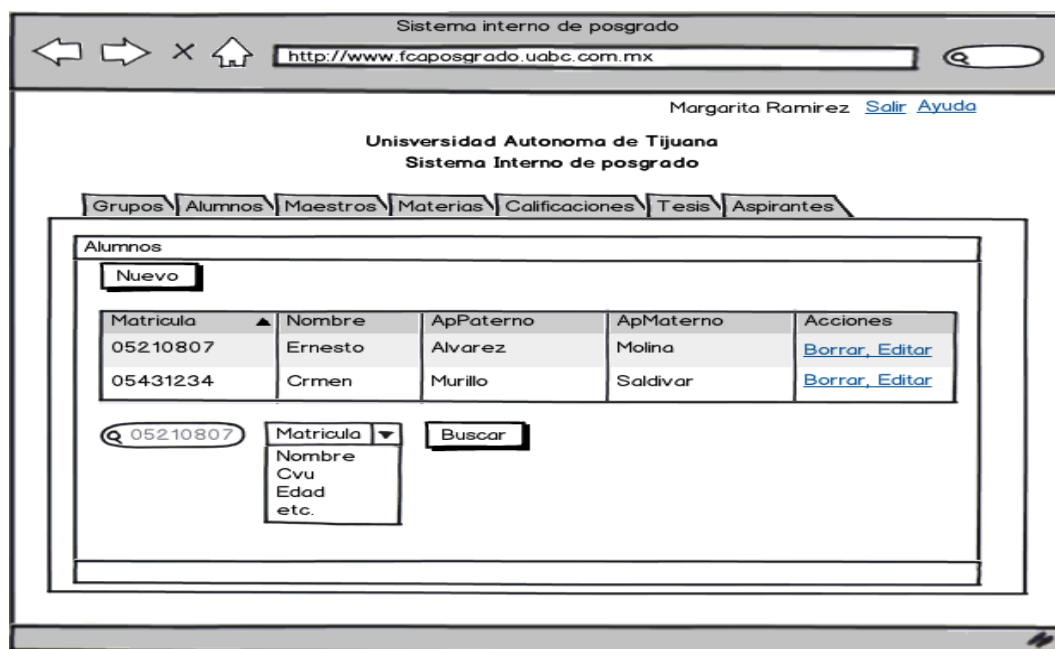 Sistema interno de posgrado
http://www.fcaposgrado.uabc.com.mx
Margarita Ramirez Salir Ayuda
Unisversidad Autonoma de Tijuana
Sistema Interno de posgrado
Grupos Alumnos Maestros Materias Calificaciones Tesis Aspirantes
Alumnos
Nuevo
Matricula Nombre ApPaterno ApMaterno Acciones
05210807 Ernesto Alvarez Molina Borrar, Editar
05431234 Crmen Murillo Saldivar Borrar, Editar
05210807 Matricula Buscar
Nombre
Cvu
Edad
etc.